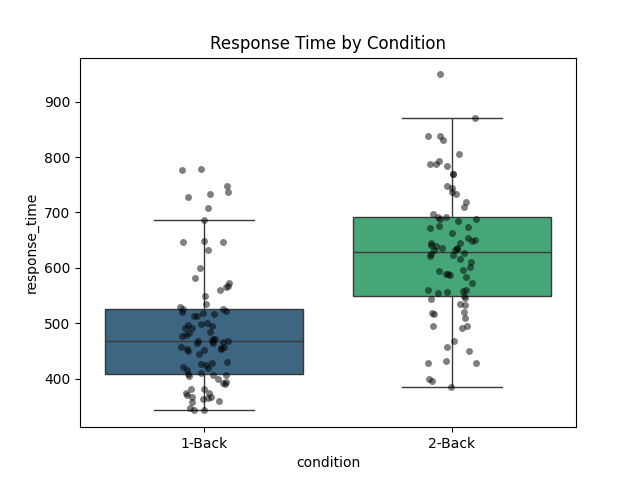 Response Time by Condition
response_time
900
800
700
600
500
400
1-Back
2-Back
condition